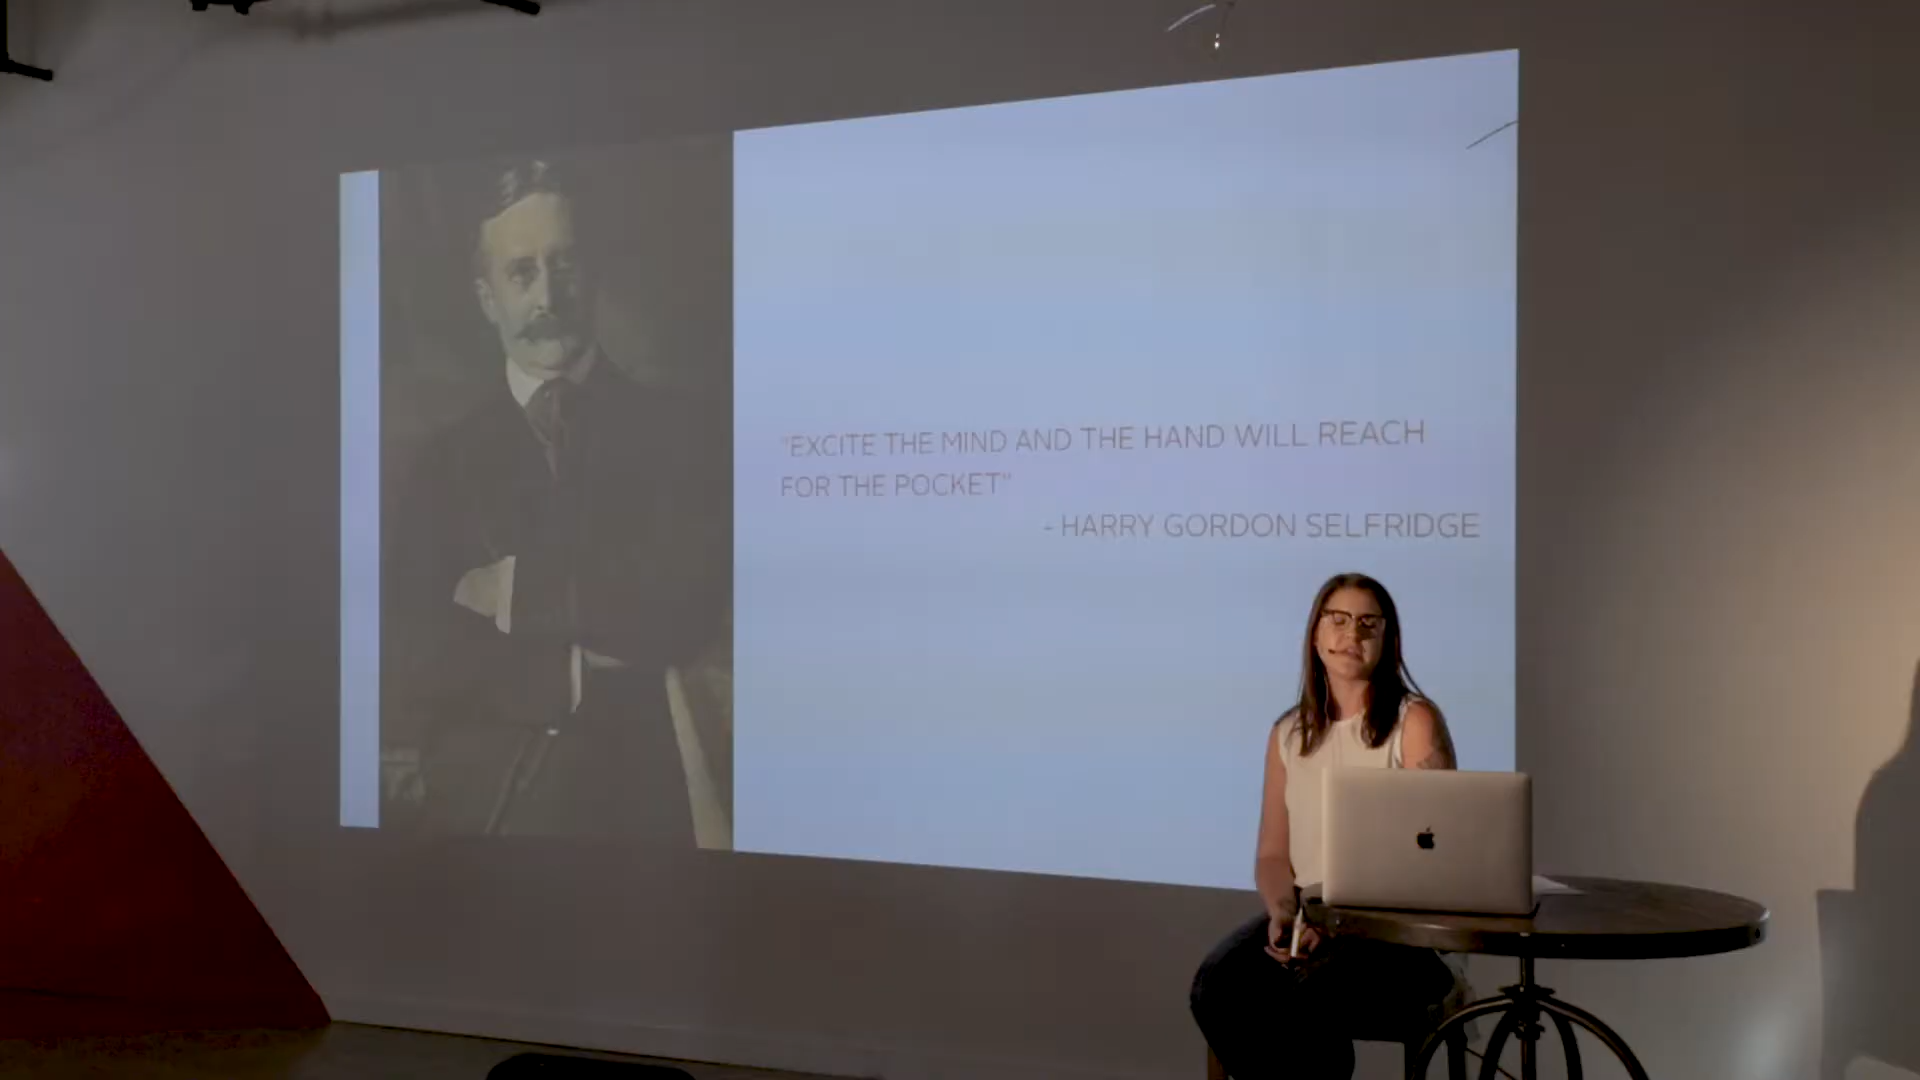 "EXCITE THE MIND AND THE HAND WILL REACH
FOR THE POCKET"
- HARRY GORDON SELFRIDGE